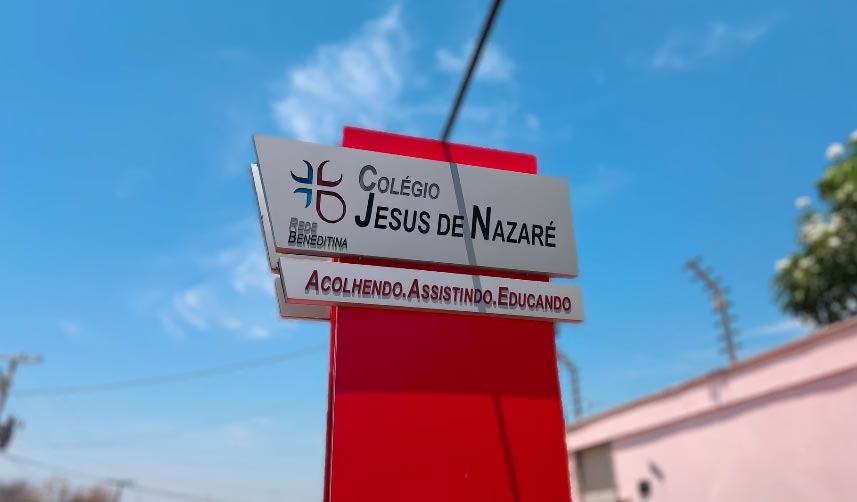 COLÉGIO
JESUS DE NAZARÉ
REDE
BENEDITINA
ACOLHENDO.ASSISTINDO.EDUCANDO